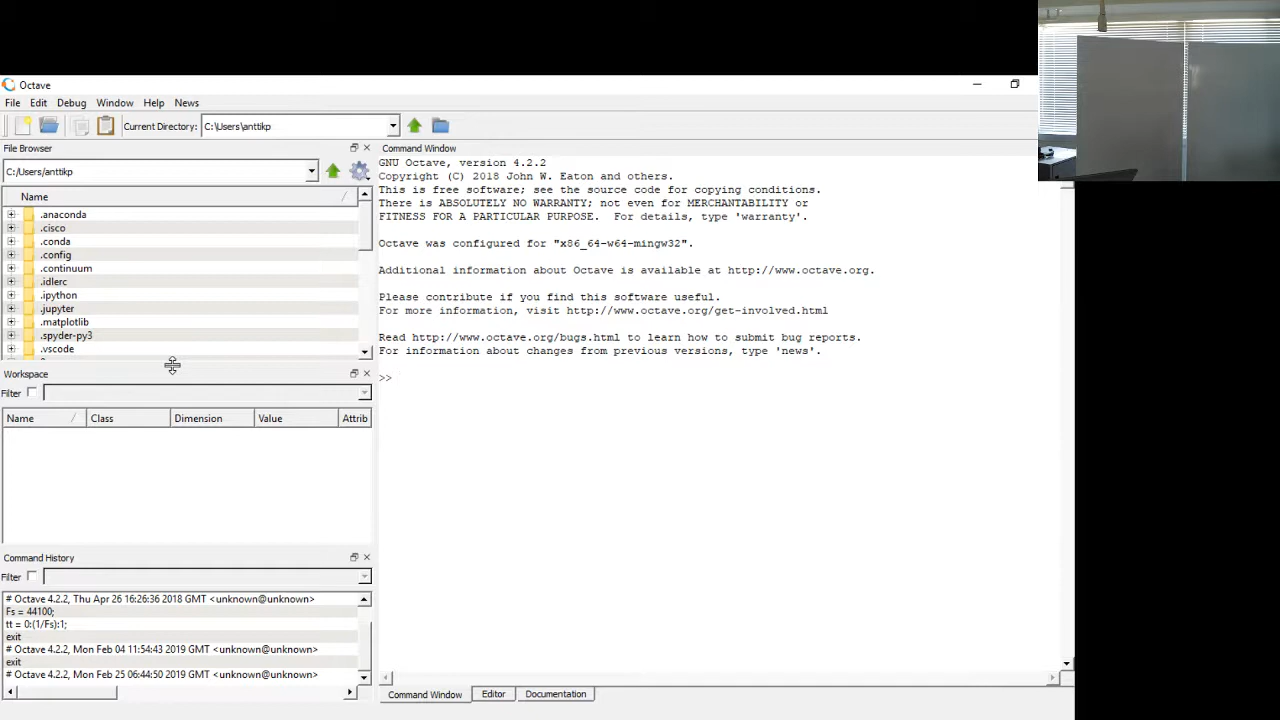 Octave
File Edit Debug Window Help News
Current Directory: C:\Users\anttikp
File Browser
C:/Users/anttikp
Name
.anaconda
.cisco
.conda
.config
.continuum
.idlerc
.ipython
.jupyter
.matplotlib
.spyder-py3
.vscode
Workspace
Filter
Name Class Dimension Value Attrib
Command History
Filter
# Octave 4.2.2, Thu Apr 26 16:26:36 2018 GMT <unknown@unknown>
Fs = 44100;
tt = 0:(1/Fs):1;
exit
# Octave 4.2.2, Mon Feb 04 11:54:43 2019 GMT <unknown@unknown>
exit
# Octave 4.2.2, Mon Feb 25 06:44:50 2019 GMT <unknown@unknown>
Command Window
GNU Octave, version 4.2.2
Copyright (C) 2018 John W. Eaton and others.
This is free software; see the source code for copying conditions.
There is ABSOLUTELY NO WARRANTY; not even for MERCHANTABILITY or
FITNESS FOR A PARTICULAR PURPOSE.  For details, type 'warranty'.
Octave was configured for "x86_64-w64-mingw32".
Additional information about Octave is available at http://www.octave.org.
Please contribute if you find this software useful.
For more information, visit http://www.octave.org/get-involved.html
Read http://www.octave.org/bugs.html to learn how to submit bug reports.
For information about changes from previous versions, type 'news'.
>>
Command Window Editor Documentation